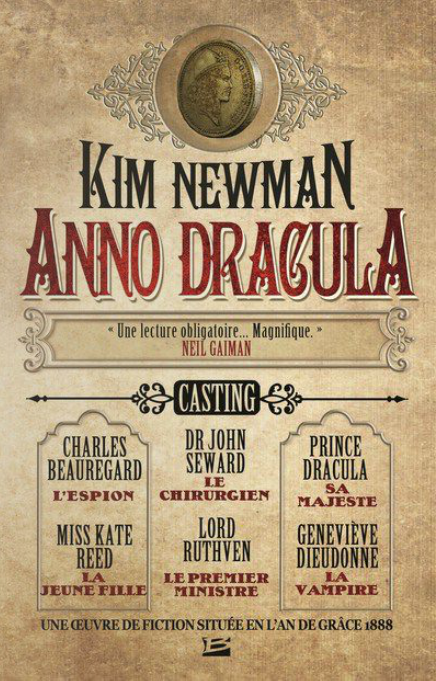 KIM NEWMAN
ANNO DRACULA
« Une lecture obligatoire... Magnifique. »
NEIL GAIMAN
CASTING
CHARLES
BEAUREGARD
L'ESPION
DR JOHN
SEWARD
LE
CHIRURGIEN
PRINCE
DRACULA
SA
MAJESTE
MISS KATE
REED
LA
JEUNE FILLE
LORD
RUTHVEN
LE PREMIER
MINISTRE
GENEVIÈVE
DIEUDONNE
LA
VAMPIRE
UNE ŒUVRE DE FICTION SITUÉE EN L'AN DE GRÂCE 1888
B